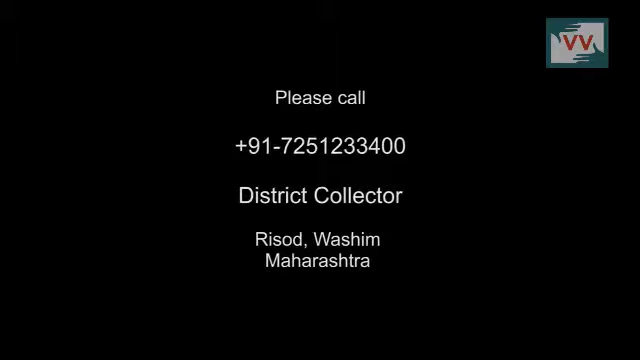 VV
Please call
+91-7251233400
District Collector
Risod, Washim
Maharashtra